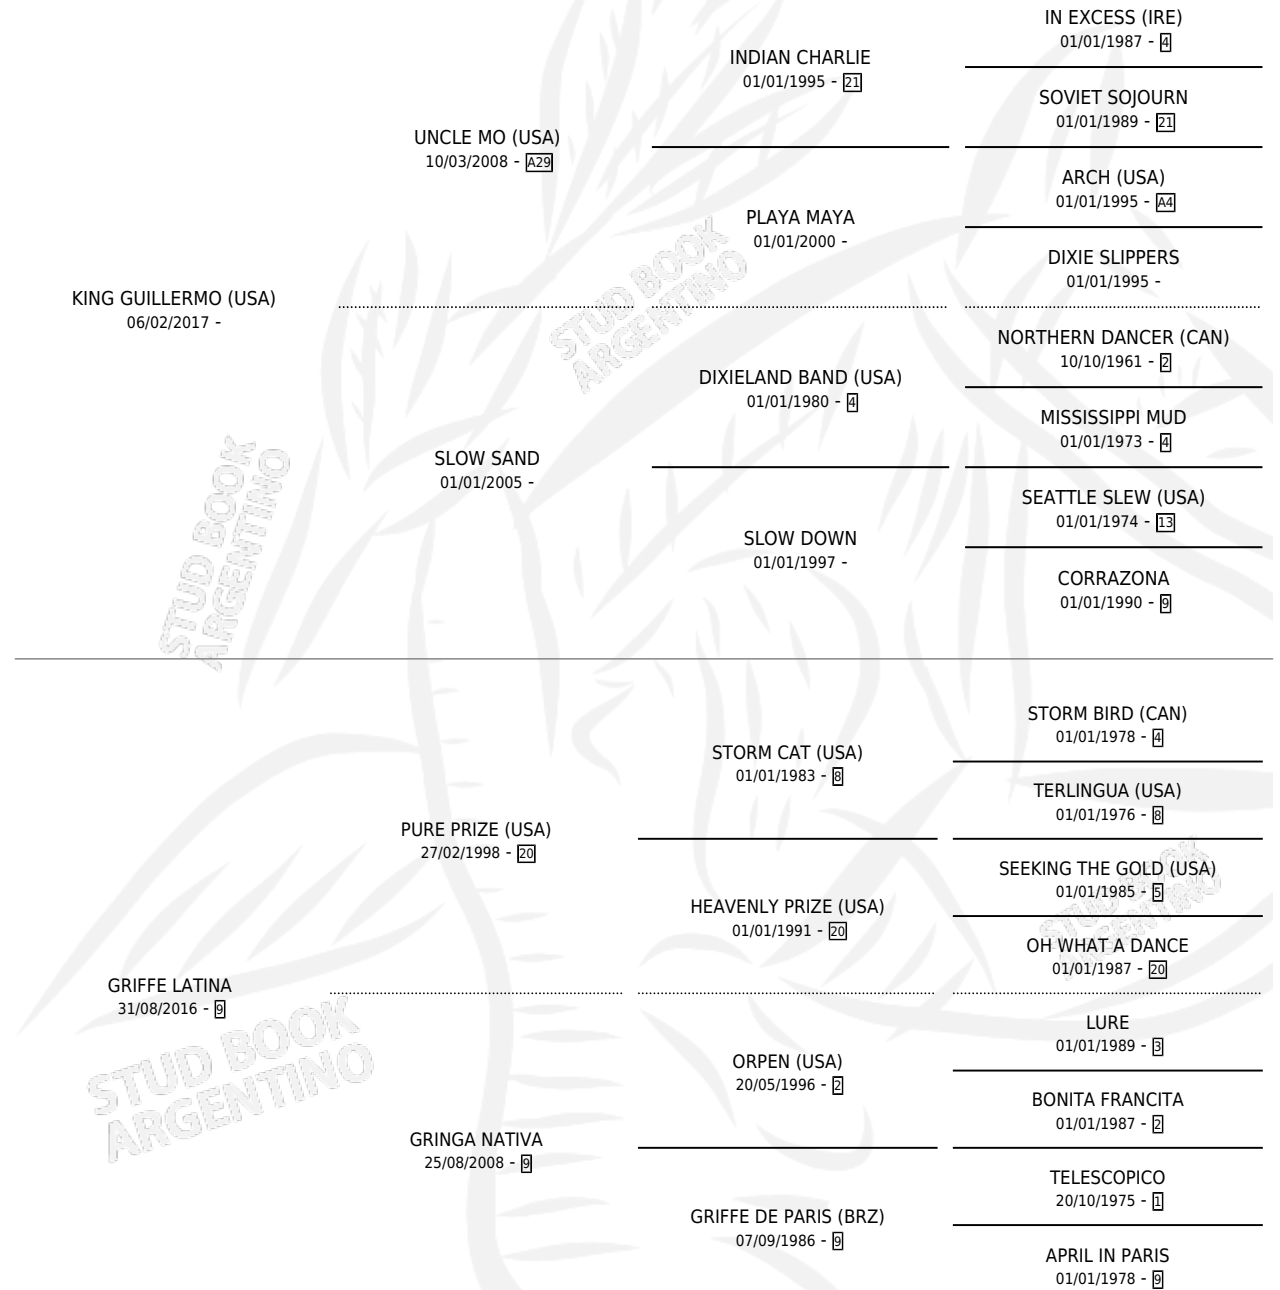 IN EXCESS (IRE)
01/01/1987 - 4
INDIAN CHARLIE
01/01/1995 - 21
SOVIET SOJOURN
01/01/1989 - 21
UNCLE MO (USA)
10/03/2008 - A29
ARCH (USA)
01/01/1995 - A4
PLAYA MAYA
01/01/2000 -
DIXIE SLIPPERS
01/01/1995 -
KING GUILLERMO (USA)
06/02/2017 -
NORTHERN DANCER (CAN)
10/10/1961 - 2
DIXIELAND BAND (USA)
01/01/1980 - 4
MISSISSIPPI MUD
01/01/1973 - 4
SLOW SAND
01/01/2005 -
SEATTLE SLEW (USA)
01/01/1974 - 13
SLOW DOWN
01/01/1997 -
CORRAZONA
01/01/1990 - 9
STORM BIRD (CAN)
01/01/1978 - 4
STORM CAT (USA)
01/01/1983 - 8
TERLINGUA (USA)
01/01/1976 - 8
PURE PRIZE (USA)
27/02/1998 - 20
SEEKING THE GOLD (USA)
01/01/1985 - 5
HEAVENLY PRIZE (USA)
01/01/1991 - 20
OH WHAT A DANCE
01/01/1987 - 20
GRIFFE LATINA
31/08/2016 - 9
LURE
01/01/1989 - 3
ORPEN (USA)
20/05/1996 - 2
BONITA FRANCITA
01/01/1987 - 2
GRINGA NATIVA
25/08/2008 - 9
TELESCOPICO
20/10/1975 - 1
GRIFFE DE PARIS (BRZ)
07/09/1986 - 9
APRIL IN PARIS
01/01/1978 - 9
STUD BOOK
ARGENTINO
STUD BOOK
ARGENTINO
STUD BOOK
ARGENTINO
STUD BOOK
ARGENTINO